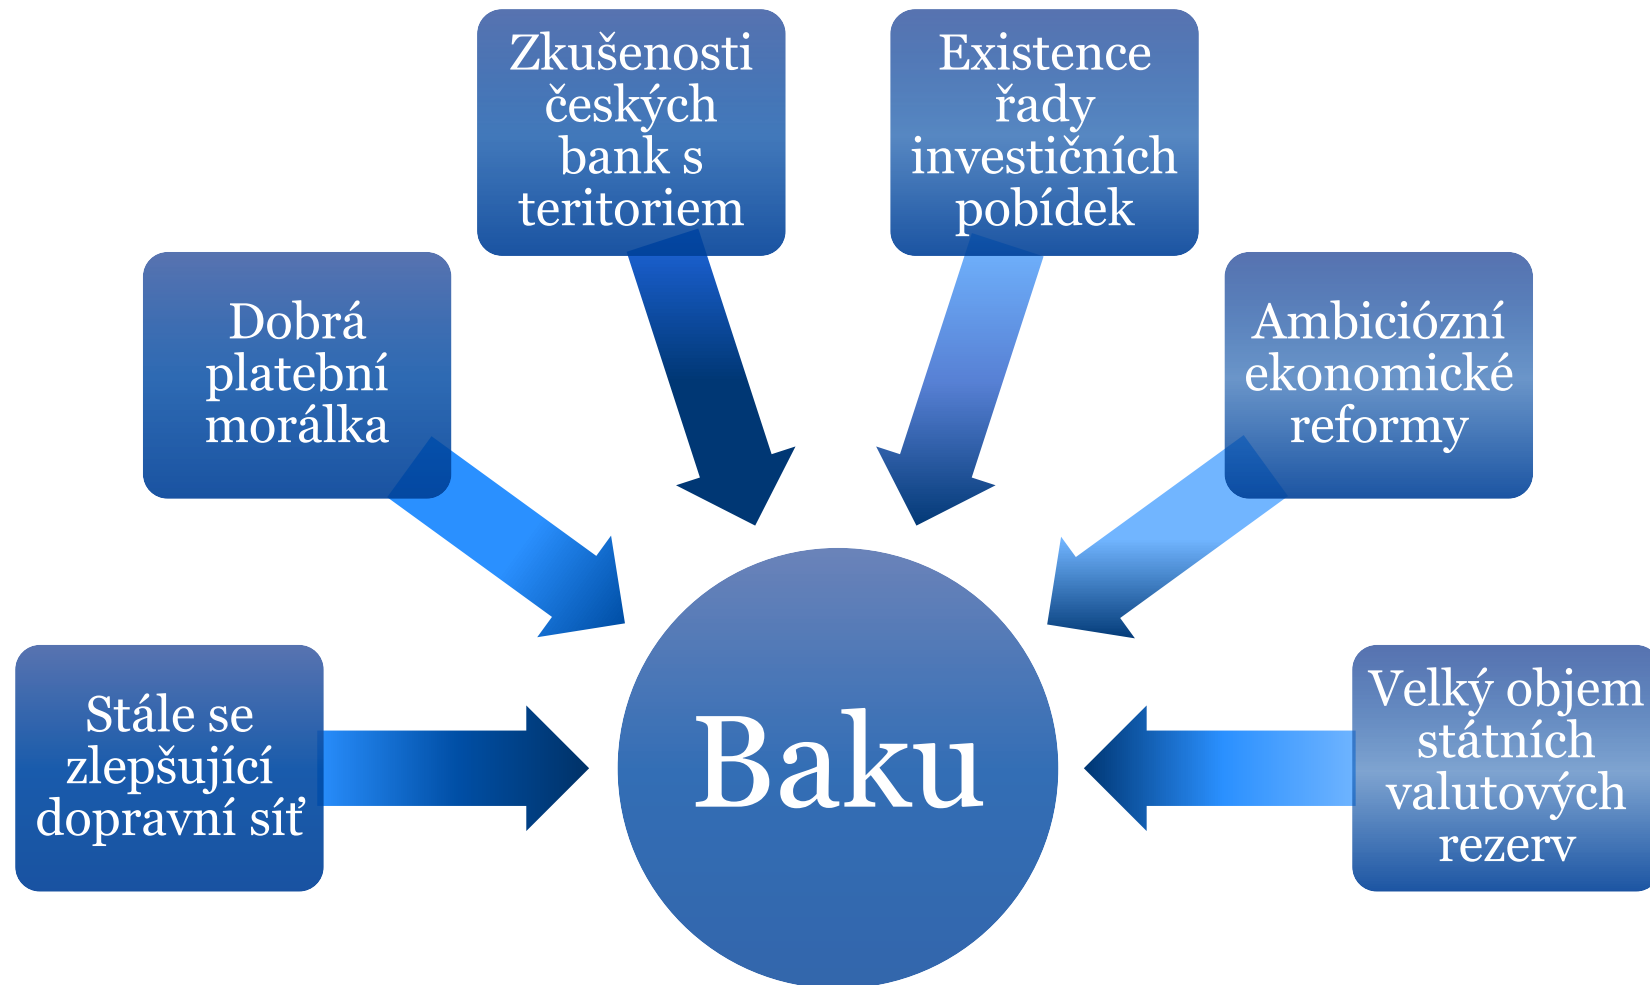 Zkušenosti
českých
bank s
teritoriem
Existence
řady
investičních
pobídek
Dobrá
platební
morálka
Ambiciózní
ekonomické
reformy
Stále se
zlepšující
dopravní síť
Baku
Velký objem
státních
valutových
rezerv